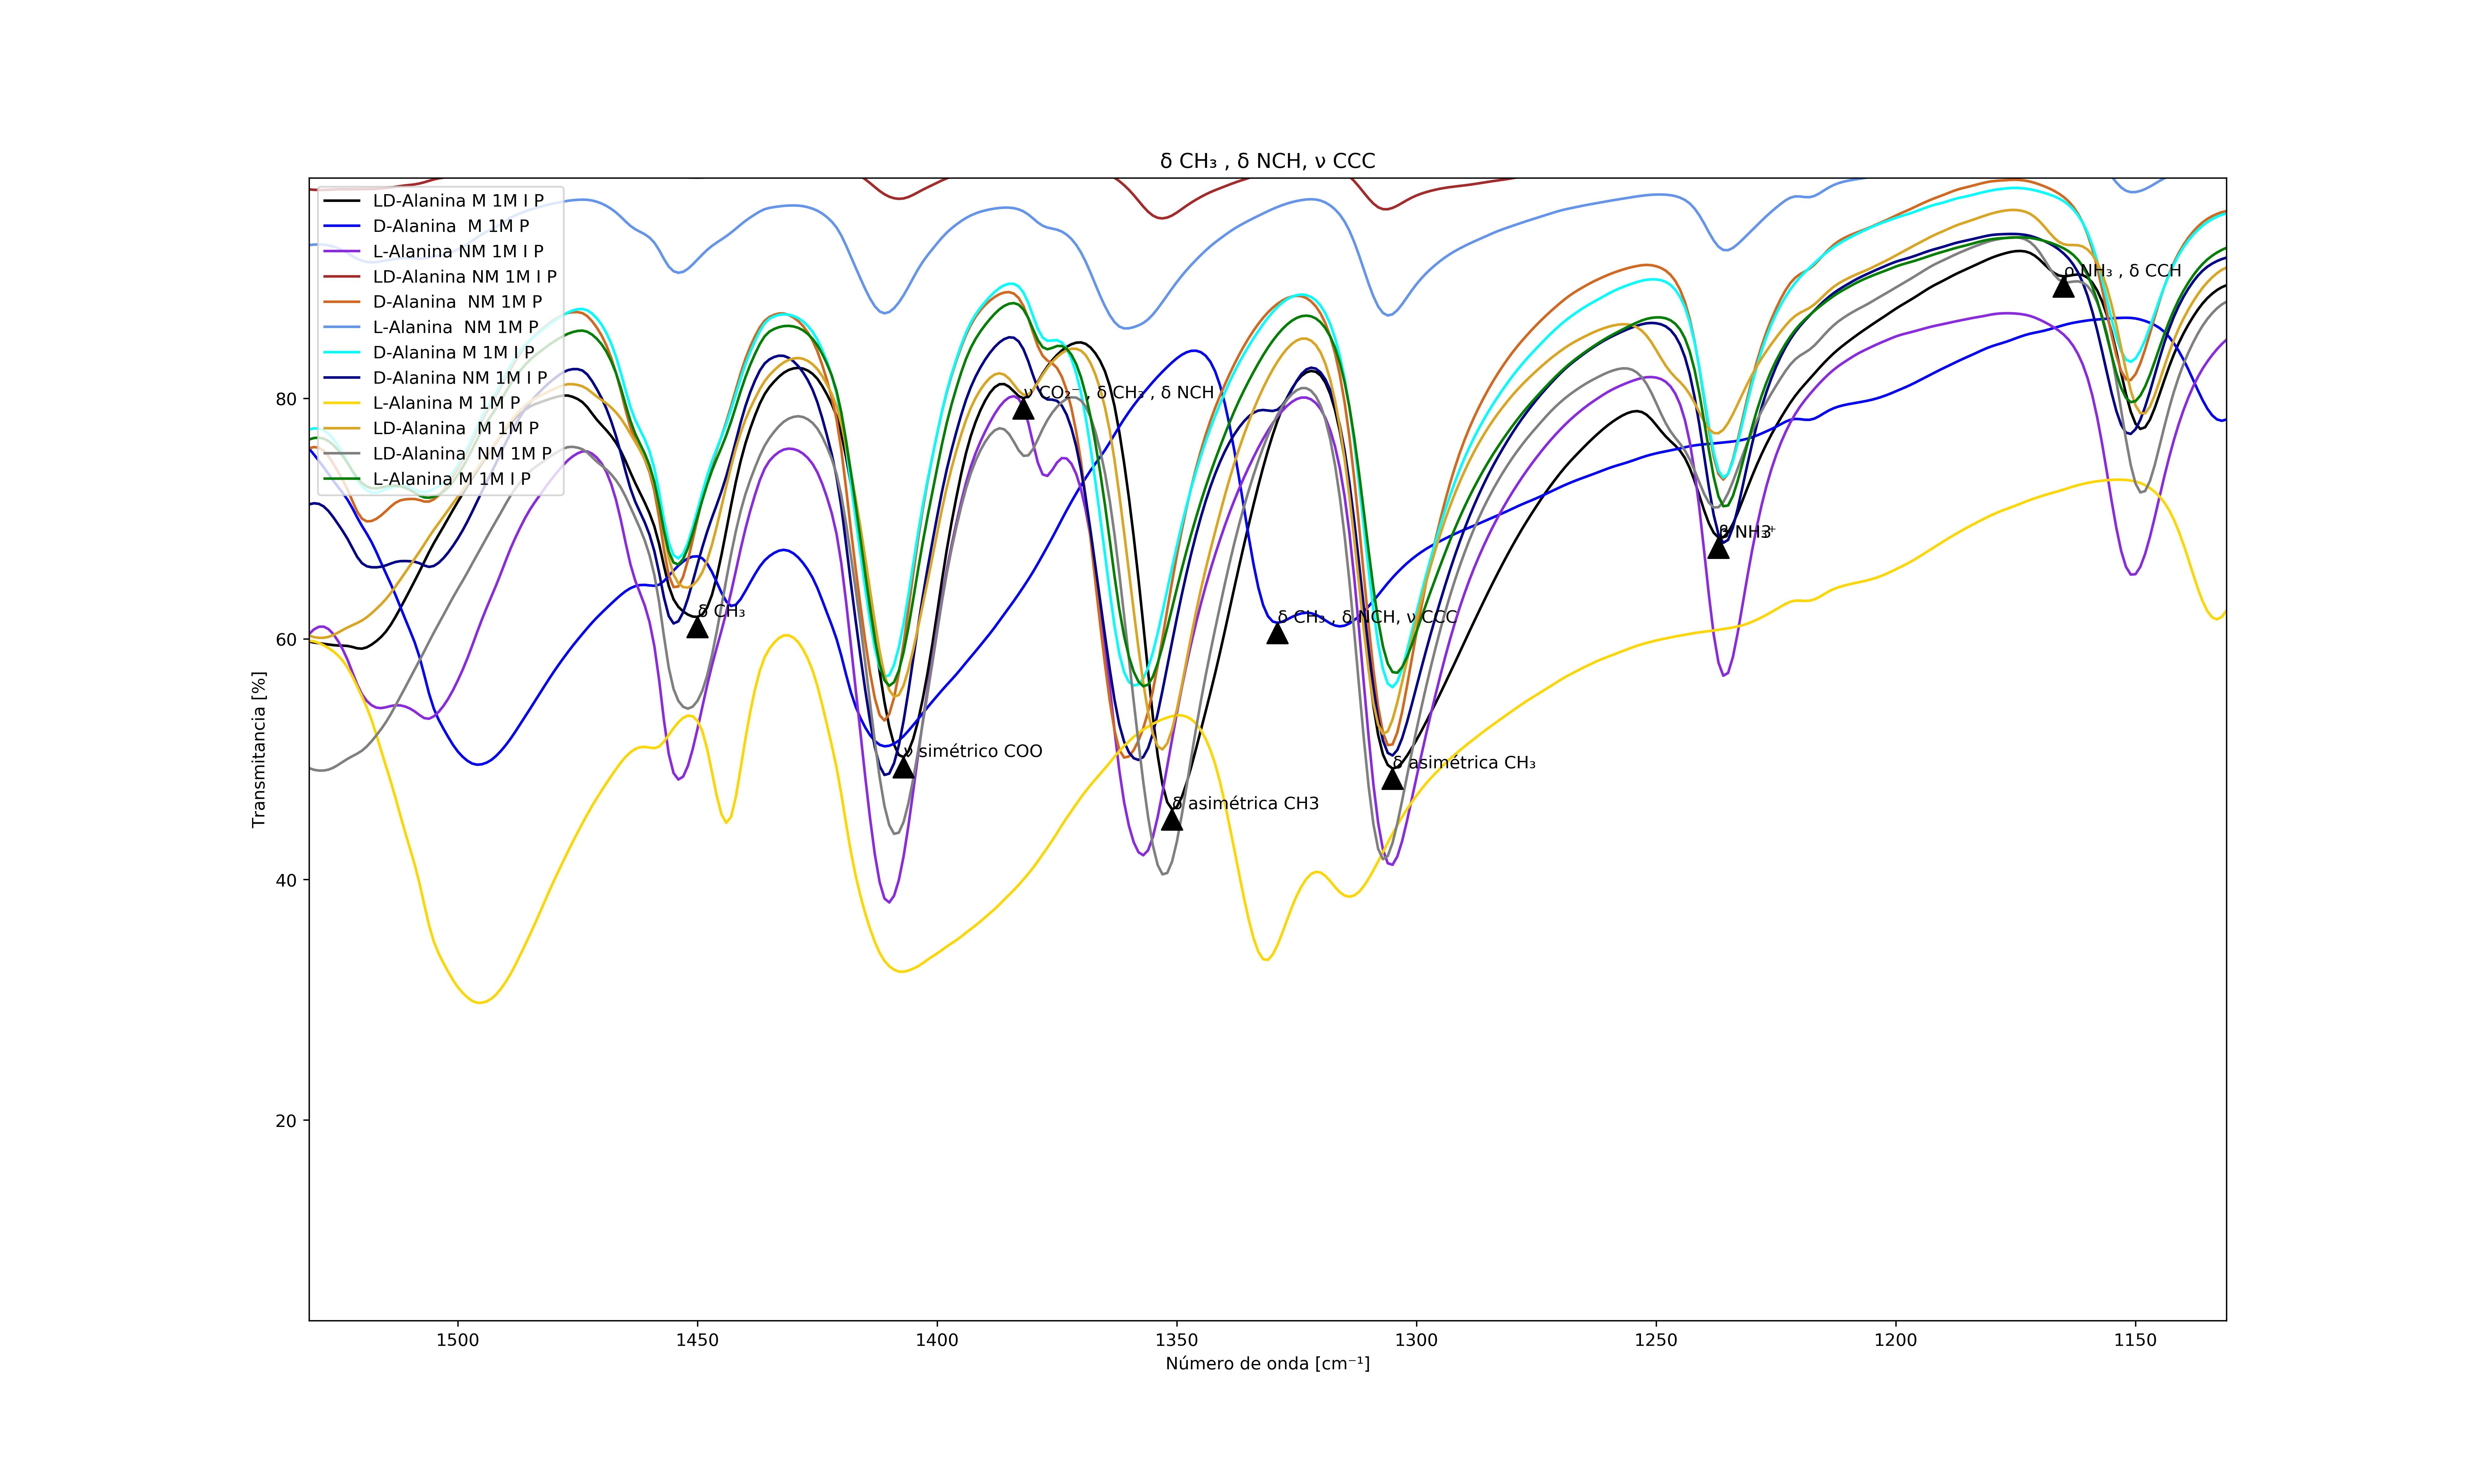 δ CH₃ , δ NCH, ν CCC
LD-Alanina M 1M I P
D-Alanina  M 1M P
L-Alanina NM 1M I P
LD-Alanina NM 1M I P
D-Alanina  NM 1M P
L-Alanina  NM 1M P
D-Alanina M 1M I P
D-Alanina NM 1M I P
L-Alanina M 1M P
LD-Alanina  M 1M P
LD-Alanina  NM 1M P
L-Alanina M 1M I P
ρ NH₃ , δ CCH
ν CO₂⁻ , δ CH₃ , δ NCH
NH3⁺
δ CH₃
δ CH₃ , δ NCH, ν CCC
ν simétrico COO
δ asimétrica CH₃
δ asimétrica CH3
80
60
40
20
Transmitancia [%]
1500
1450
1400
1350
1300
1250
1200
1150
Número de onda [cm⁻¹]